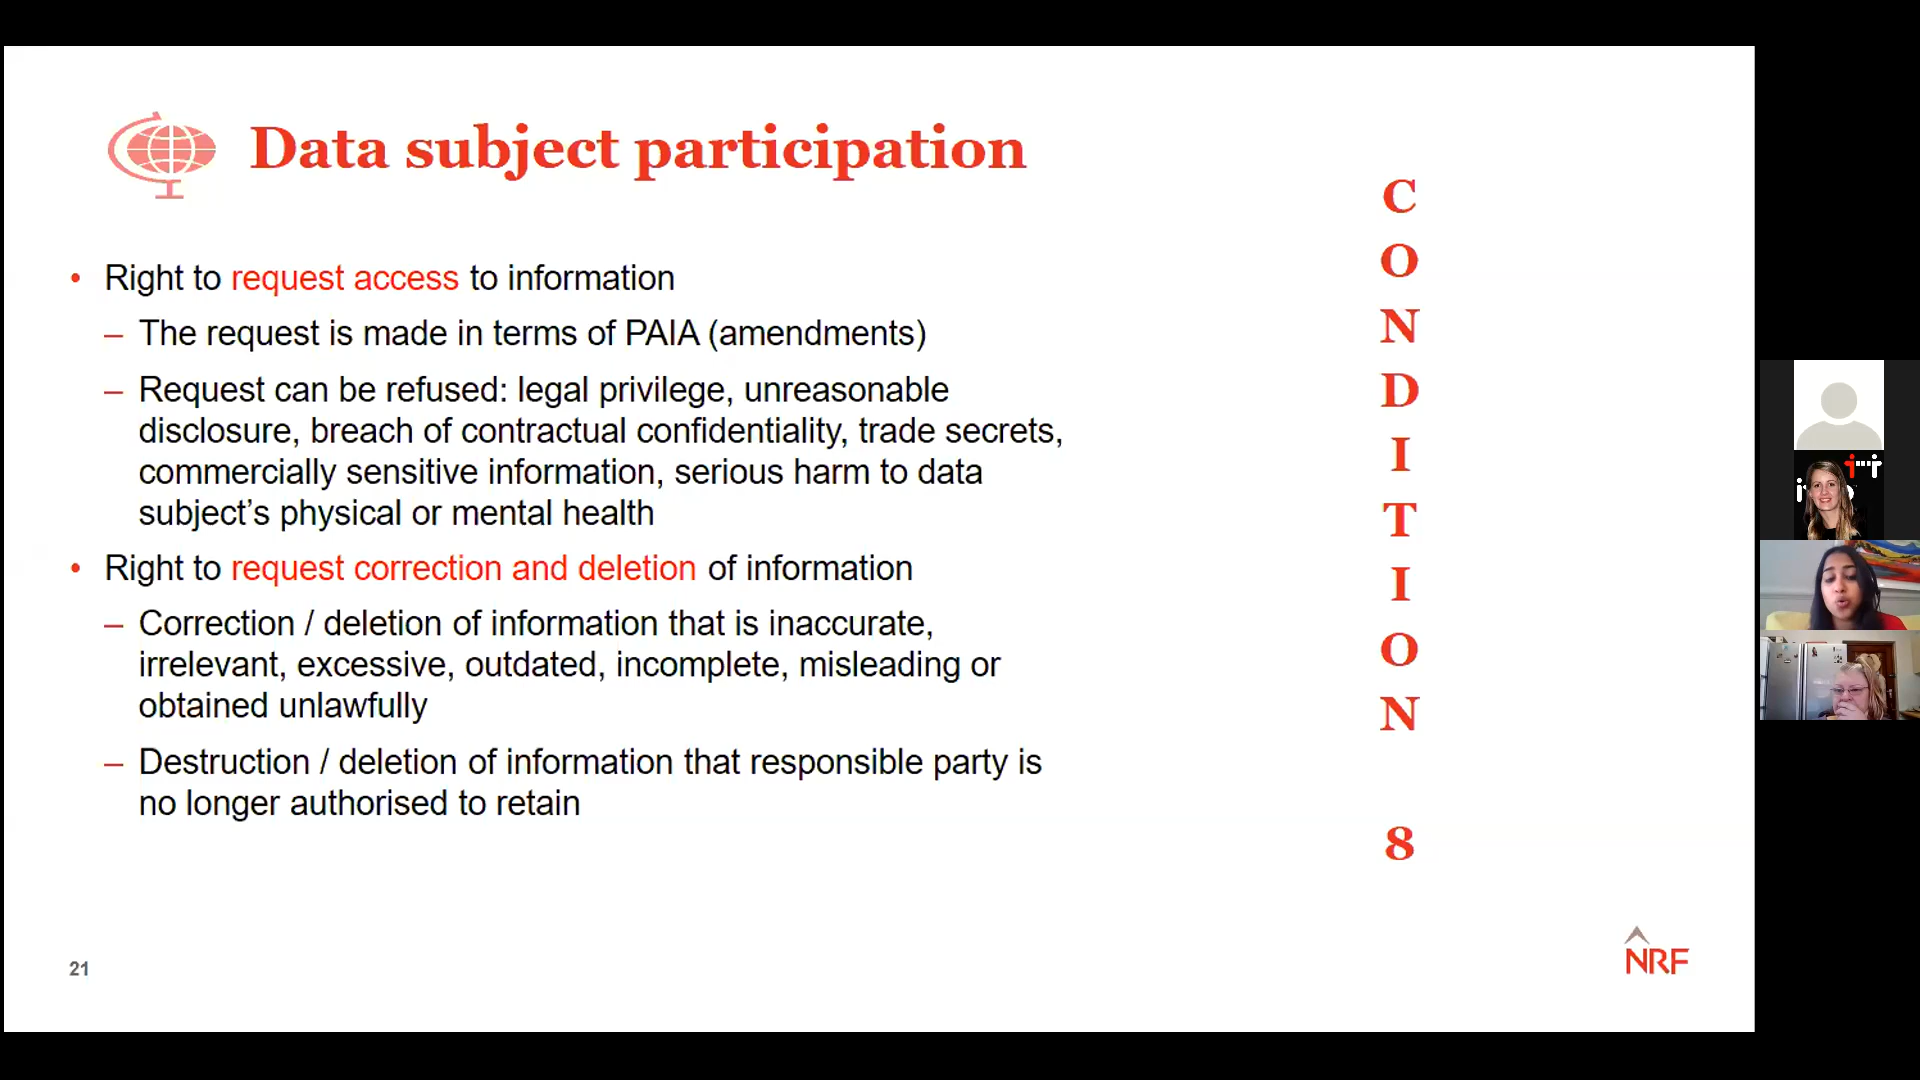 Data subject participation
• Right to request access to information
– The request is made in terms of PAIA (amendments)
– Request can be refused: legal privilege, unreasonable
disclosure, breach of contractual confidentiality, trade secrets,
commercially sensitive information, serious harm to data
subject’s physical or mental health
• Right to request correction and deletion of information
– Correction / deletion of information that is inaccurate,
irrelevant, excessive, outdated, incomplete, misleading or
obtained unlawfully
– Destruction / deletion of information that responsible party is
no longer authorised to retain
C
O
N
D
I
T
I
O
N
8
21
NRF